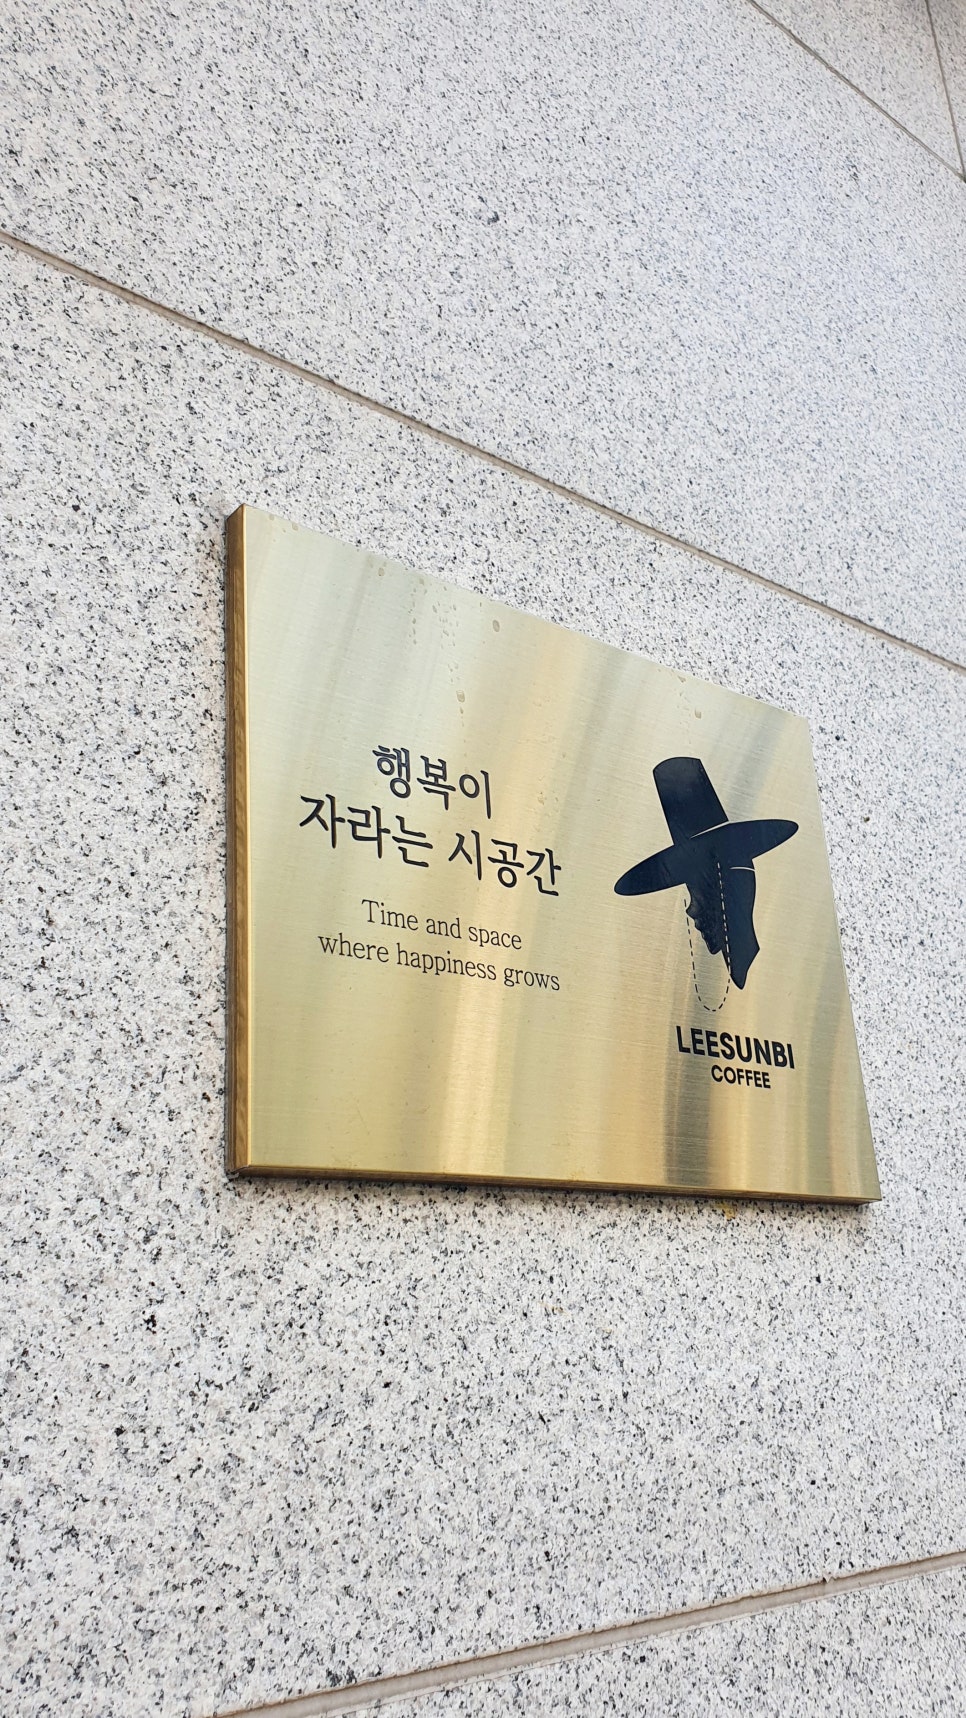 행복이
자라는 시공간
Time and space
where happiness grows
LEESUNBI
COFFEE